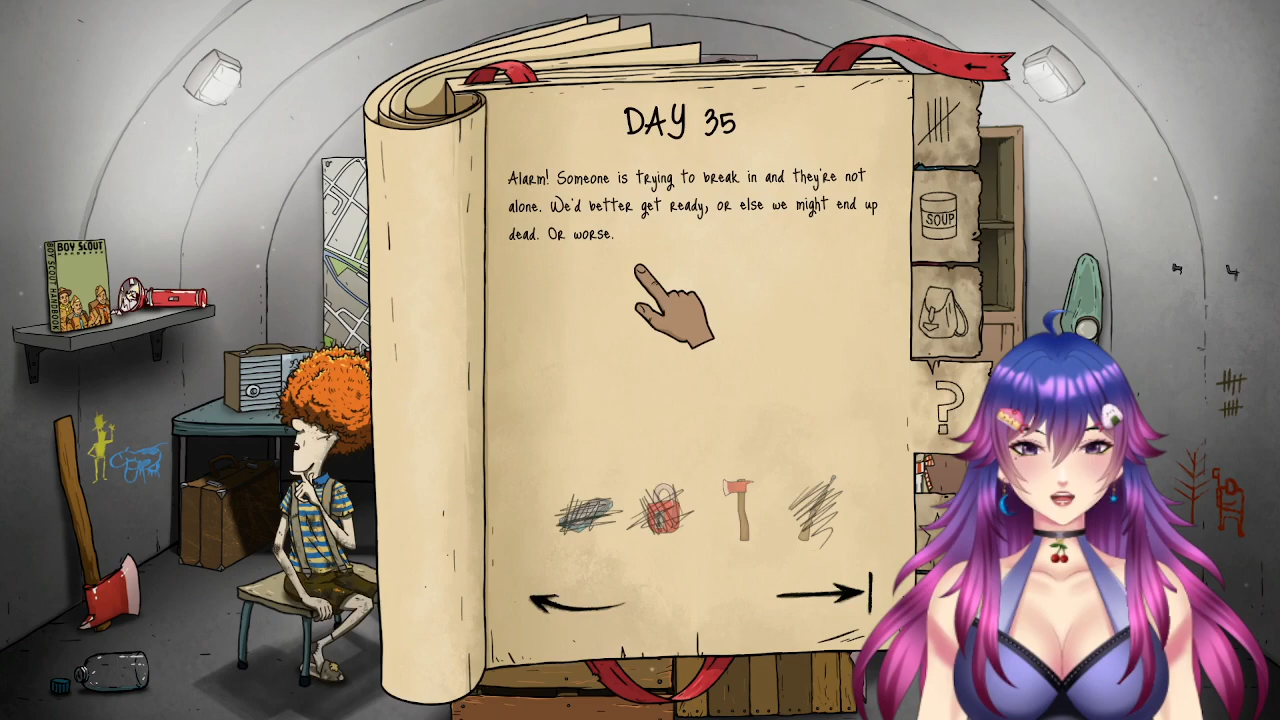 DAY 35
Alarm! Someone is trying to break in and they're not
alone. We'd better get ready, or else we might end up
dead. Or worse.
SOUP
BOY SCOUT
BOY SCOUT HANDBOOK